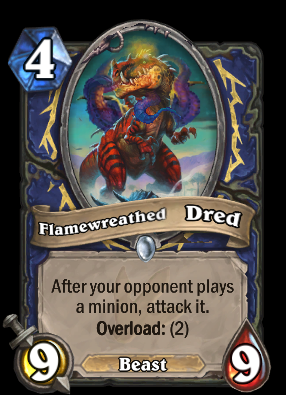 4
Flamewreathed Dred
After your opponent plays
a minion, attack it.
Overload: (2)
9
Beast
9